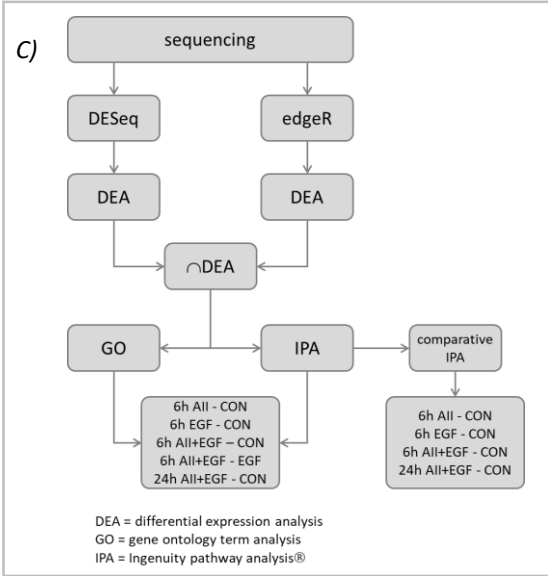 C)
sequencing
DESeq
edgeR
DEA
DEA
∩DEA
GO
IPA
comparative
IPA
6h AII - CON
6h EGF - CON
6h AII+EGF – CON
6h AII+EGF - EGF
24h AII+EGF - CON
6h AII - CON
6h EGF - CON
6h AII+EGF - CON
24h AII+EGF - CON
DEA = differential expression analysis
GO = gene ontology term analysis
IPA = Ingenuity pathway analysis®